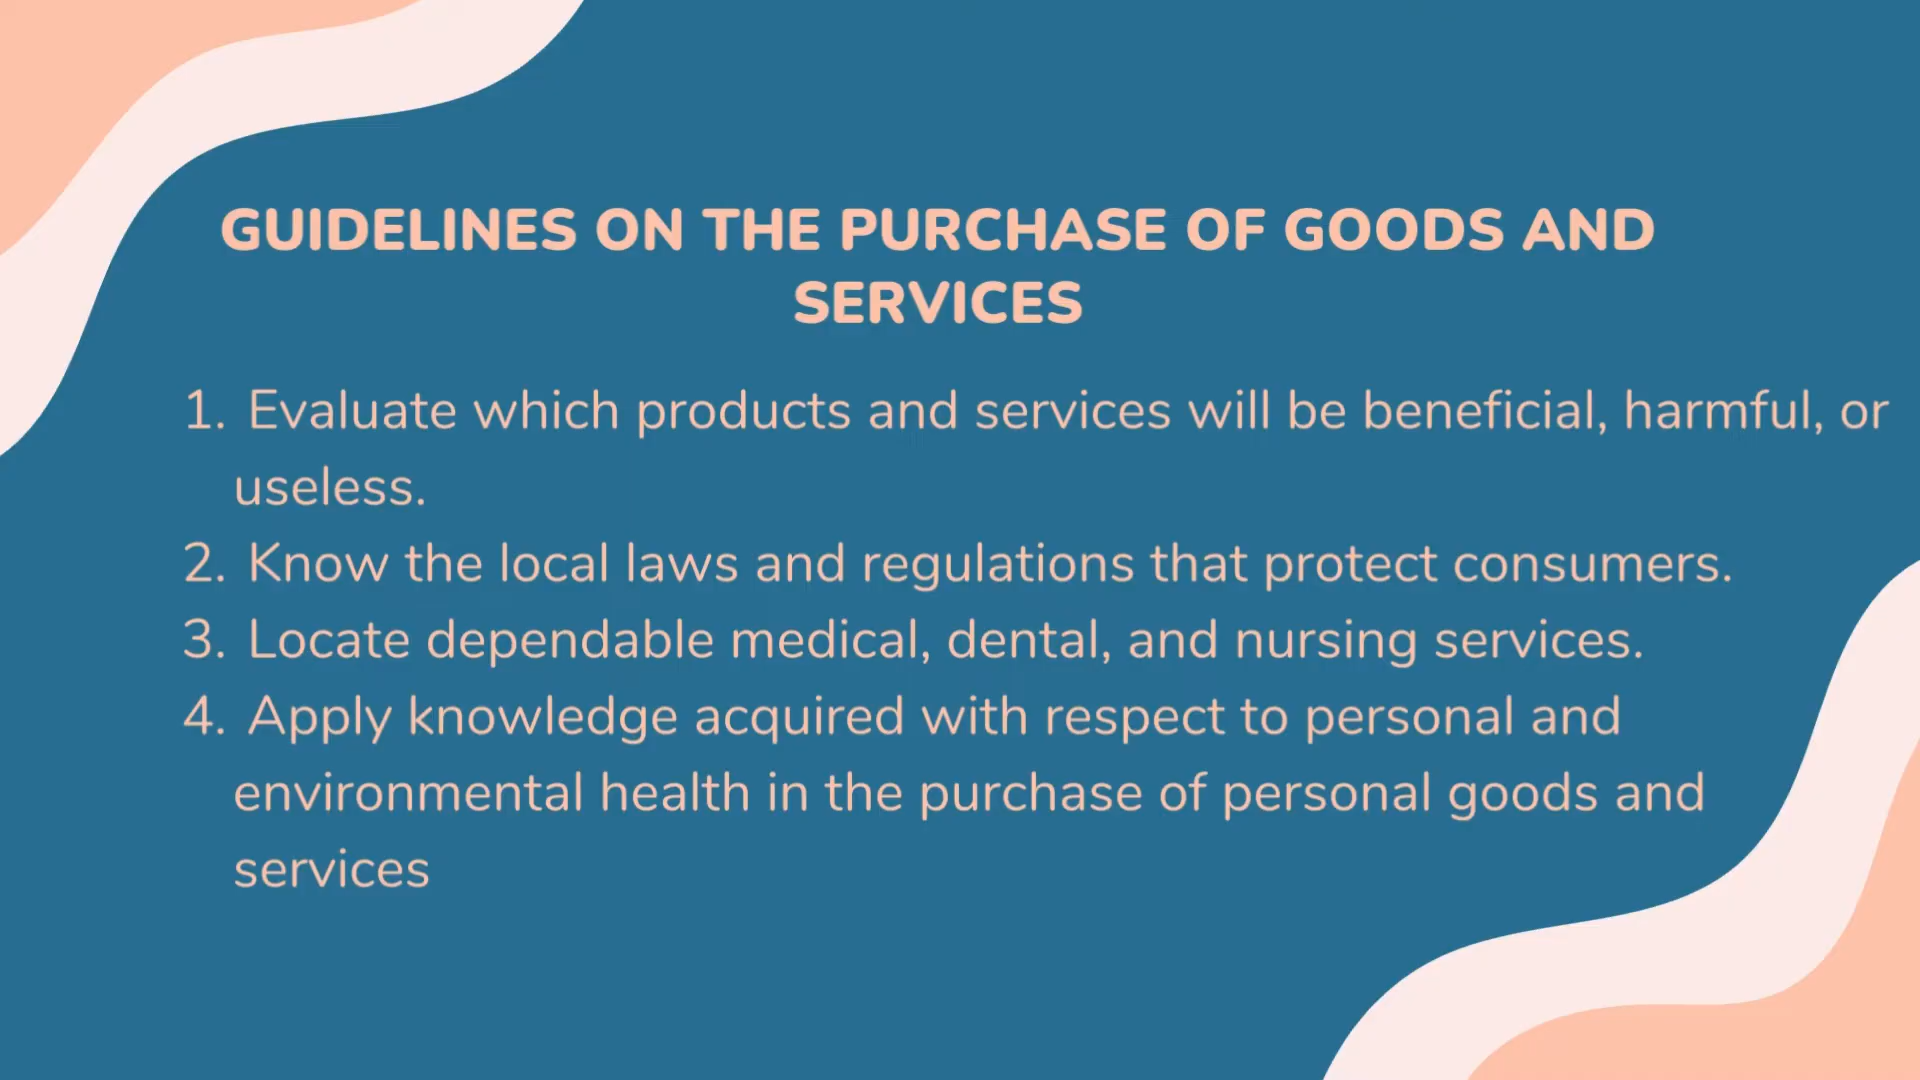 GUIDELINES ON THE PURCHASE OF GOODS AND
SERVICES
1. Evaluate which products and services will be beneficial, harmful, or
useless.
2. Know the local laws and regulations that protect consumers.
3. Locate dependable medical, dental, and nursing services.
4. Apply knowledge acquired with respect to personal and
environmental health in the purchase of personal goods and
services